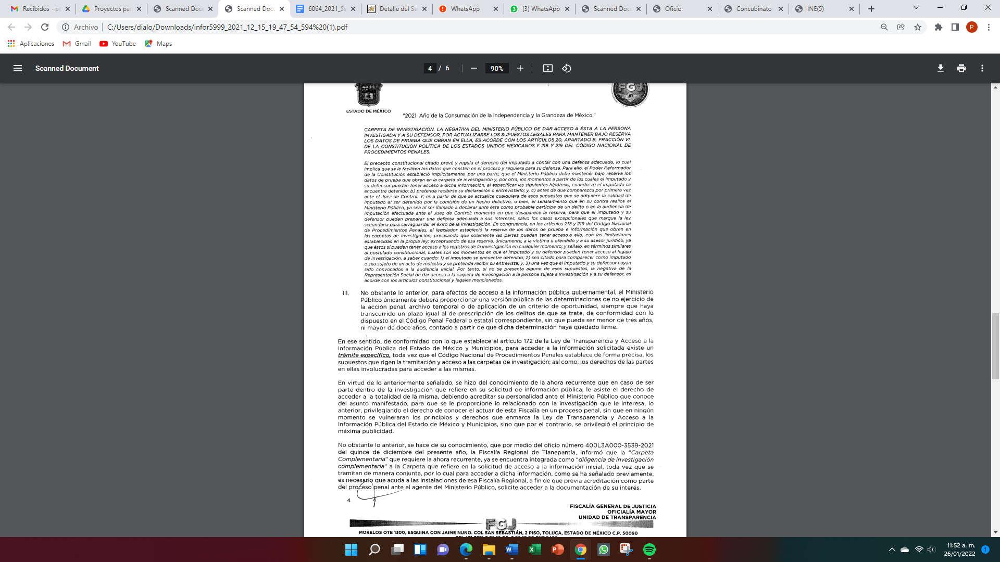 Recibidos - p
Proyectos par
Scanned Docu
Scanned Docu
6064_2021_So
Detalle del Se
WhatsApp
(3) WhatsApp
Scanned Docu
Oficio
Concubinato
INE(5)
Archivo
C:/Users/dialo/Downloads/infor5999_2021_12_15_19_47_54_594%20(1).pdf
P
Aplicaciones
Gmail
YouTube
Maps
Scanned Document
4 / 6
90%
FGJ
ESTADO DE MÉXICO
"2021. Año de la Consumación de la Independencia y la Grandeza de México."
CARPETA DE INVESTIGACIÓN. LA NEGATIVA DEL MINISTERIO PÚBLICO DE DAR ACCESO A ÉSTA A LA PERSONA
INVESTIGADA Y A SU DEFENSOR, POR ACTUALIZARSE LOS SUPUESTOS LEGALES PARA MANTENER BAJO RESERVA
LOS DATOS DE PRUEBA QUE OBRAN EN ELLA, ES ACORDE CON LOS ARTÍCULOS 20, APARTADO B, FRACCIÓN VI,
DE LA CONSTITUCIÓN POLÍTICA DE LOS ESTADOS UNIDOS MEXICANOS Y 218 Y 219 DEL CÓDIGO NACIONAL DE
PROCEDIMIENTOS PENALES.
El precepto constitucional citado prevé y regula el derecho del imputado a contar con una defensa adecuada, lo cual
implica que se le faciliten los datos que consten en el proceso y requiera para su defensa. Para ello, el Poder Reformador
de la Constitución estableció implícitamente, por una parte, que el Ministerio Público debe mantener bajo reserva los
datos de prueba que obren en la carpeta de investigación y, por otra, los momentos a partir de los cuales el imputado y
su defensor pueden tener acceso a dicha información, al especificar las siguientes hipótesis, cuando: a) el imputado se
encuentre detenido; b) pretenda recibirse su declaración o entrevistarlo; y, c) antes de que comparezca por primera vez
ante el Juez de Control. Y, es a partir de que se actualice cualquiera de esos supuestos que se adquiere la calidad de
imputado al ser detenido por la comisión de un hecho delictivo, o bien, el señalamiento que en su contra realice el
Ministerio Público, ya sea al ser llamado a declarar ante éste como probable partícipe de un delito o en la audiencia de
imputación efectuada ante el Juez de Control; momento en que desaparece la reserva, para que el imputado y su
defensor puedan preparar una defensa adecuada a sus intereses, salvo los casos excepcionales que marque la ley
secundaria para salvaguardar el éxito de la investigación. En congruencia, en los artículos 218 y 219 del Código Nacional
de Procedimientos Penales, el legislador estableció la reserva de los datos de prueba e información que obren en
las carpetas de investigación, precisando que solamente las partes pueden tener acceso a ello, con las limitaciones
establecidas en la propia ley; exceptuando de esa reserva, únicamente, a la víctima u ofendido y a su asesor jurídico, ya
que éstos sí pueden tener acceso a los registros de la investigación en cualquier momento; y señaló, en términos similares
al postulado constitucional, cuáles son los momentos en que el imputado y su defensor pueden tener acceso al legajo
de investigación, a saber cuando: 1) el imputado se encuentre detenido; 2) sea citado para comparecer como imputado
o sea sujeto de un acto de molestia y se pretenda recibir su entrevista; y, 3) una vez que el imputado y su defensor hayan
sido convocados a la audiencia inicial. Por tanto, si no se presenta alguno de esos supuestos, la negativa de la
Representación Social de dar acceso a la carpeta de investigación a la persona sujeta a investigación y a su defensor, es
acorde con los artículos constitucional y legales mencionados.
III. No obstante lo anterior, para efectos de acceso a la información pública gubernamental, el Ministerio
Público únicamente deberá proporcionar una versión pública de las determinaciones de no ejercicio de
la acción penal, archivo temporal o de aplicación de un criterio de oportunidad, siempre que haya
transcurrido un plazo igual al de prescripción de los delitos de que se trate, de conformidad con lo
dispuesto en el Código Penal Federal o estatal correspondiente, sin que pueda ser menor de tres años,
ni mayor de doce años, contado a partir de que dicha determinación haya quedado firme.
En ese sentido, de conformidad con lo que establece el artículo 172 de la Ley de Transparencia y Acceso a la
Información Pública del Estado de México y Municipios, para acceder a la información solicitada existe un
trámite específico, toda vez que el Código Nacional de Procedimientos Penales establece de forma precisa, los
supuestos que rigen la tramitación y acceso a las carpetas de investigación; así como, los derechos de las partes
en ellas involucradas para acceder a las mismas.
En virtud de lo anteriormente señalado, se hizo del conocimiento de la ahora recurrente que en caso de ser
parte dentro de la investigación que refiere en su solicitud de información pública, le asiste el derecho de
acceder a la totalidad de la misma, debiendo acreditar su personalidad ante el Ministerio Público que conoce
del asunto manifestado, para que se le proporcione lo relacionado con la investigación que le interesa, lo
anterior, privilegiando el derecho de conocer el actuar de esta Fiscalía en un proceso penal, sin que en ningún
momento se vulneraran los principios y derechos que enmarca la Ley de Transparencia y Acceso a la
Información Pública del Estado de México y Municipios, sino que por el contrario, se privilegió el principio de
máxima publicidad.
No obstante lo anterior, se hace de su conocimiento, que por medio del oficio número 400L3A000-3539-2021
del quince de diciembre del presente año, la Fiscalía Regional de Tlanepantla, informó que la "Carpeta
Complementaria" que requiere la ahora recurrente, ya se encuentra integrada como "diligencia de investigación
complementaria" a la Carpeta que refiere en la solicitud de acceso a la información inicial, toda vez que se
tramitan de manera conjunta, por lo cual para acceder a dicha información, como se ha señalado previamente,
es necesario que acuda a las instalaciones de esa Fiscalía Regional, a fin de que previa acreditación como parte
del proceso penal ante el agente del Ministerio Público, solicite acceder a la documentación de su interés.
4
FISCALÍA GENERAL DE JUSTICIA
OFICIALÍA MAYOR
UNIDAD DE TRANSPARENCIA
FGJ
MORELOS OTE 1300, ESQUINA CON JAIME NUNO. COL SAN SEBASTIÁN, 2 PISO, TOLUCA, ESTADO DE MÉXICO C.P. 50090
11:52 a. m.
26/01/2022
1